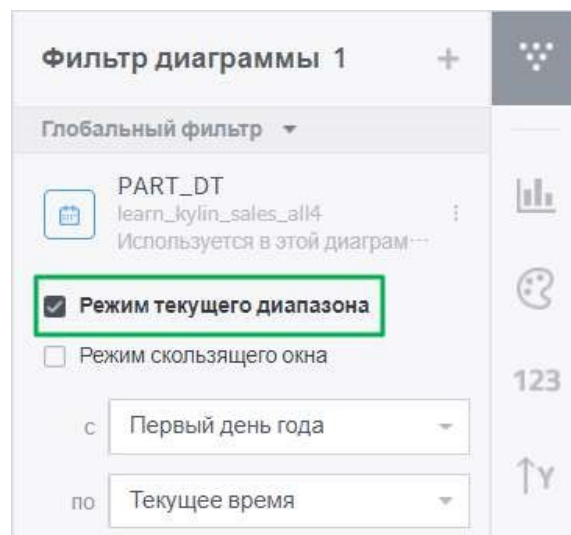 Фильтр диаграммы 1 +
Глобальный фильтр
PART_DT
learn_kylin_sales_all4
Используется в этой диаграм...
Режим текущего диапазона
Режим скользящего окна
123
с Первый день года
Y
по Текущее время